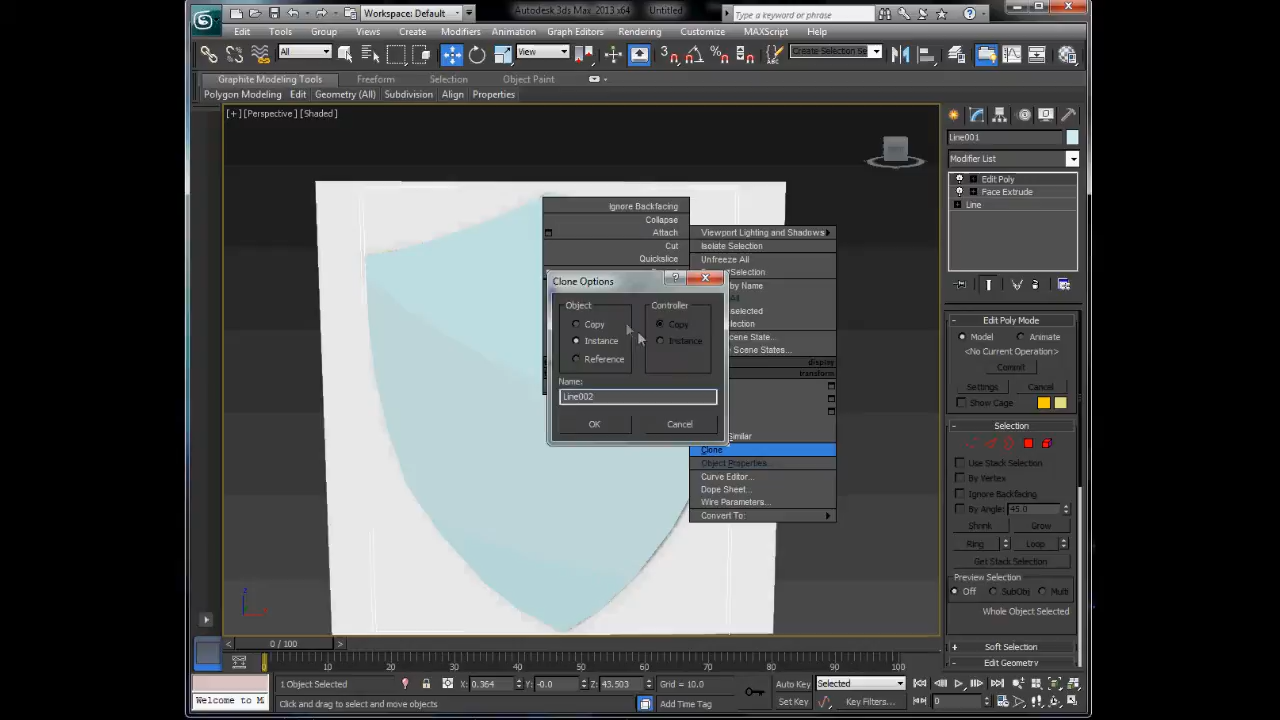 Workspace: Default
Autodesk 3ds Max 2013 x64
Untitled
Type a keyword or phrase
Edit
Tools
Group
Views
Create
Modifiers
Animation
Graph Editors
Rendering
Customize
MAXScript
Help
All
View
Create Selection Se
Graphite Modeling Tools
Freeform
Selection
Object Paint
Polygon Modeling
Edit
Geometry (All)
Subdivision
Align
Properties
[+] [Perspective] [Shaded]
Line001
Modifier List
Edit Poly
Face Extrude
Line
Ignore Backfacing
Collapse
Attach
Cut
Quickslice
Viewport Lighting and Shadows
Isolate Selection
Unfreeze All
Selection
by Name
selected
lection
Scene State...
Scene States...
display
transform
Similar
Clone
Object Properties...
Curve Editor...
Dope Sheet...
Wire Parameters...
Convert To:
Clone Options
Object
Copy
Instance
Reference
Controller
Copy
Instance
Name:
Line002
OK
Cancel
Edit Poly Mode
Model
Animate
<No Current Operation>
Commit
Settings
Cancel
Show Cage
Selection
Use Stack Selection
By Vertex
Ignore Backfacing
By Angle: 45.0
Shrink
Grow
Ring
Loop
Get Stack Selection
Preview Selection
Off
SubObj
Multi
Whole Object Selected
Soft Selection
Edit Geometry
z
0 / 100
10
20
30
40
50
60
70
80
90
100
Welcome to M
1 Object Selected
X: 0.364
Y: -0.0
Z: 43.503
Grid = 10.0
Auto Key
Selected
Click and drag to select and move objects
Add Time Tag
Set Key
Key Filters...
0